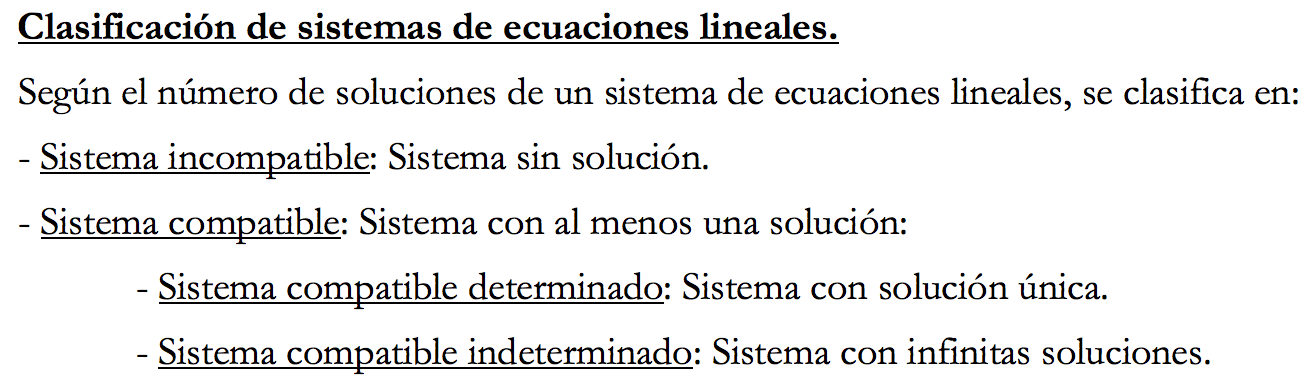 Clasificación de sistemas de ecuaciones lineales.
Según el número de soluciones de un sistema de ecuaciones lineales, se clasifica en:
- Sistema incompatible: Sistema sin solución.
- Sistema compatible: Sistema con al menos una solución:
- Sistema compatible determinado: Sistema con solución única.
- Sistema compatible indeterminado: Sistema con infinitas soluciones.